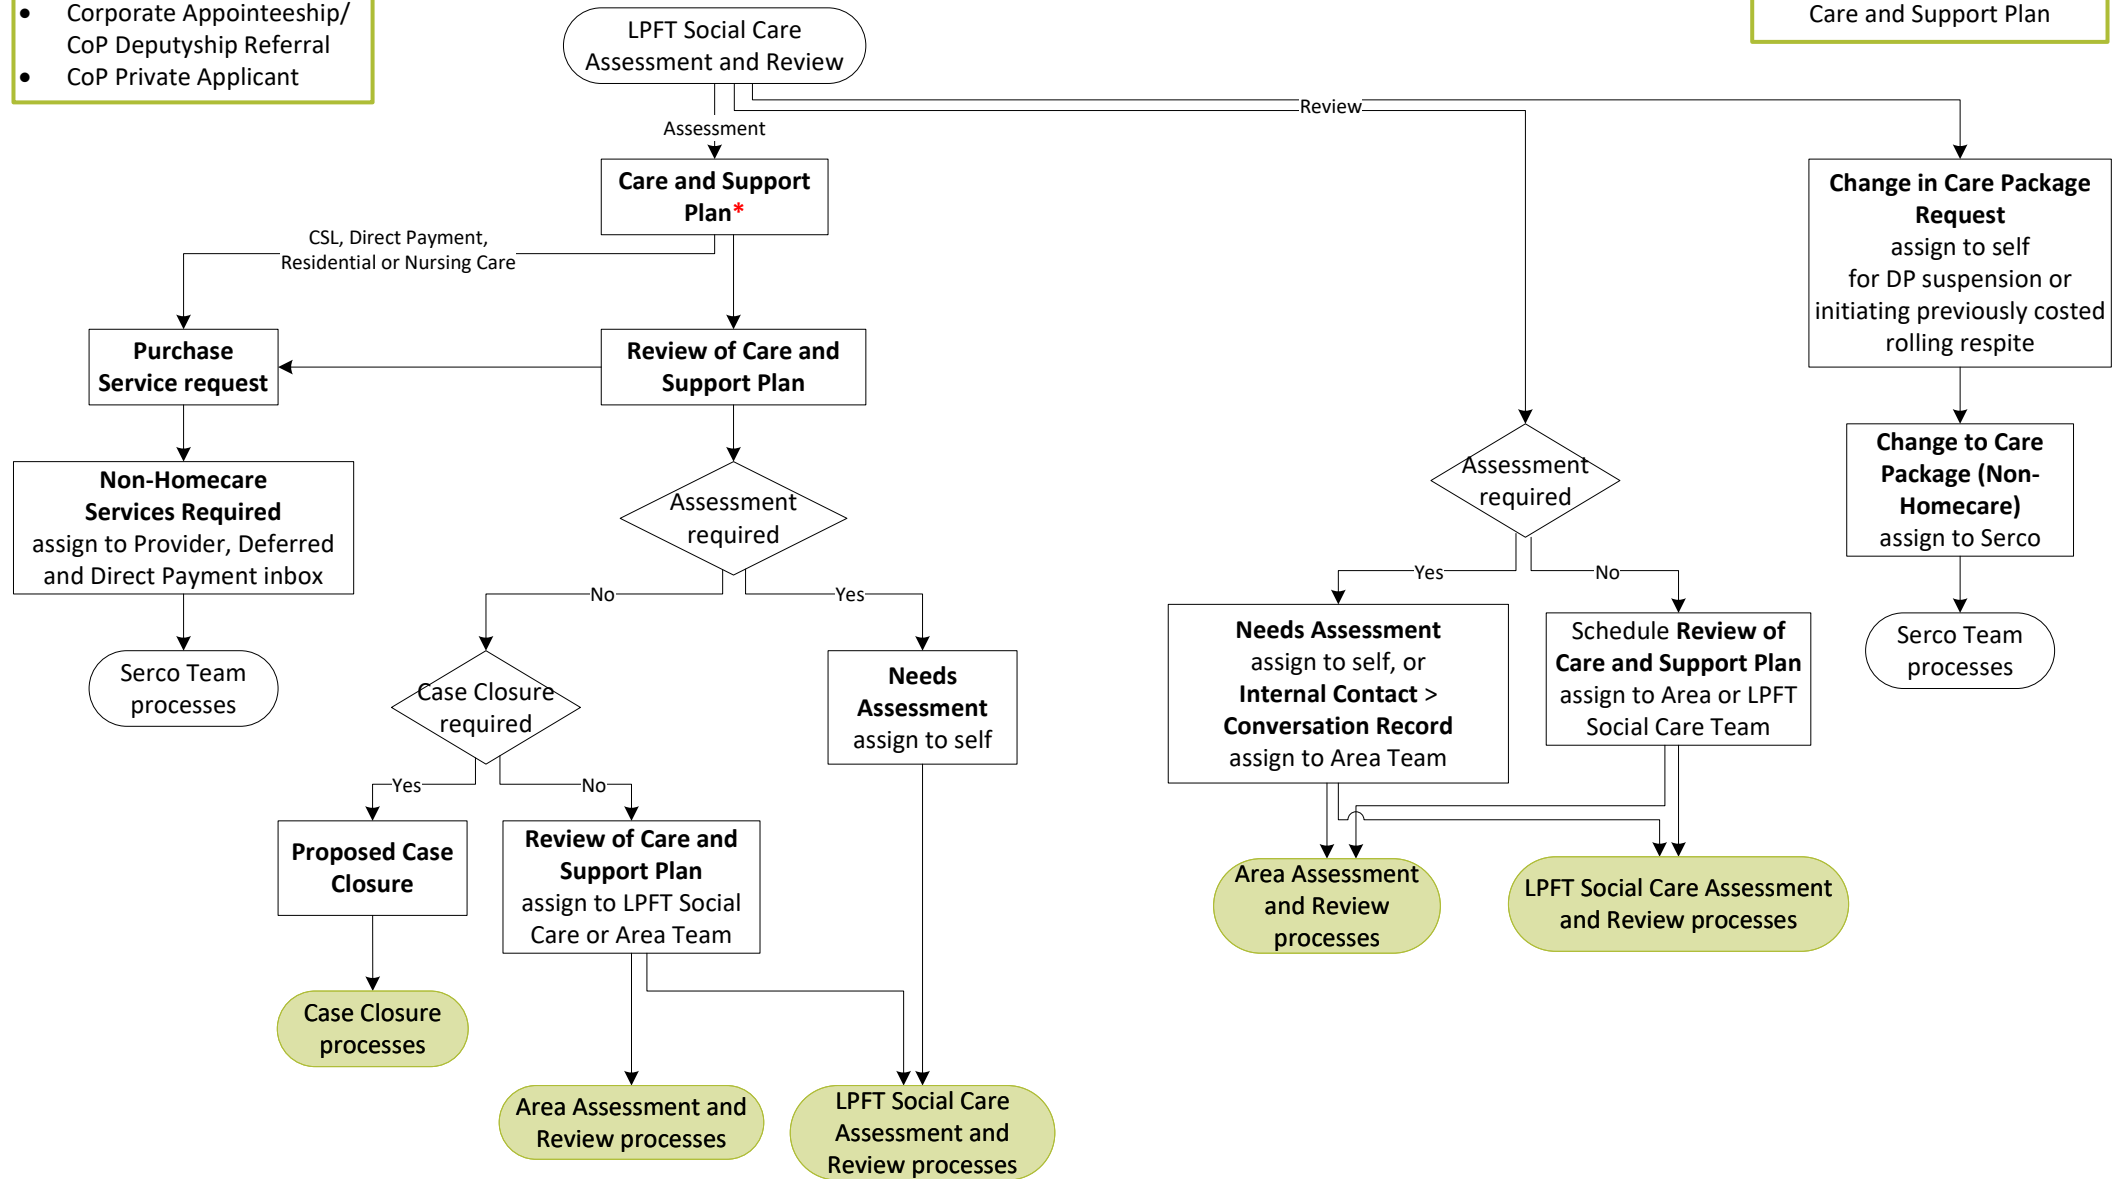 • Corporate Appointeeship/
CoP Deputyship Referral
• CoP Private Applicant
LPFT Social Care
Assessment and Review
Care and Support Plan
Assessment
Review
Care and Support
Plan*
CSL, Direct Payment,
Residential or Nursing Care
Change in Care Package
Request
assign to self
for DP suspension or
initiating previously costed
rolling respite
Purchase
Service request
Review of Care and
Support Plan
Non-Homecare
Services Required
assign to Provider, Deferred
and Direct Payment inbox
Assessment
required
Assessment
required
Change to Care
Package (Non-
Homecare)
assign to Serco
No
Yes
Yes
No
Serco Team
processes
Case Closure
required
Needs
Assessment
assign to self
Needs Assessment
assign to self, or
Internal Contact >
Conversation Record
assign to Area Team
Schedule Review of
Care and Support Plan
assign to Area or LPFT
Social Care Team
Serco Team
processes
Yes
No
Proposed Case
Closure
Review of Care and
Support Plan
assign to LPFT Social
Care or Area Team
Area Assessment
and Review
processes
LPFT Social Care Assessment
and Review processes
Case Closure
processes
Area Assessment and
Review processes
LPFT Social Care
Assessment and
Review processes